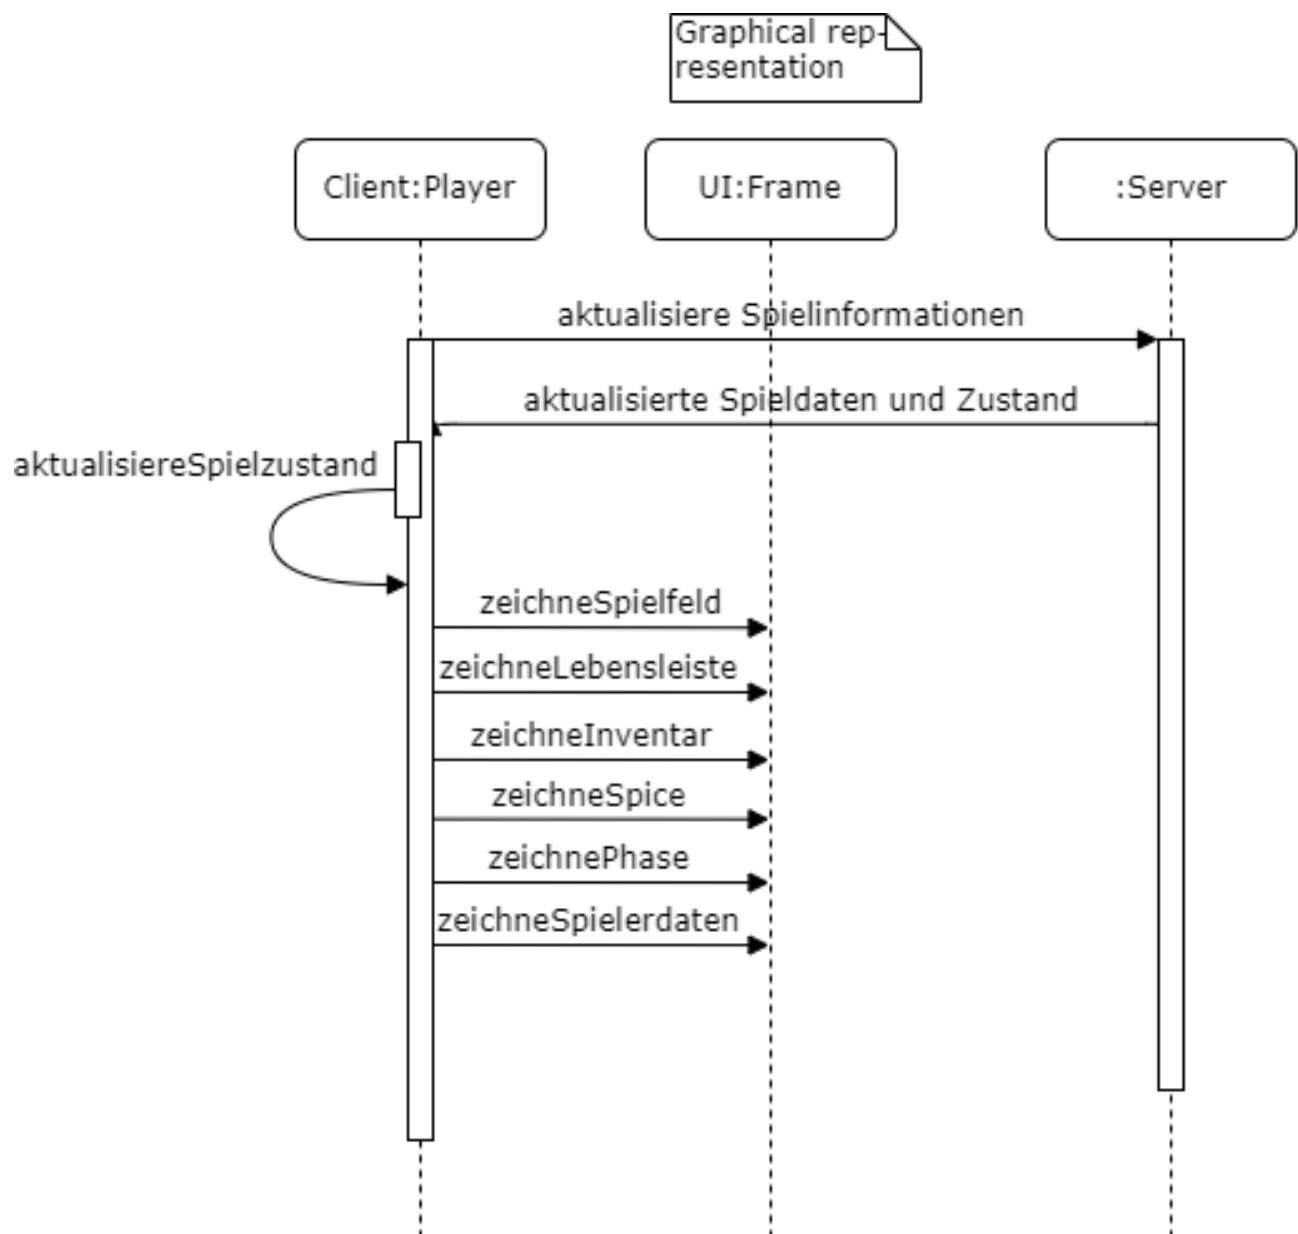 Graphical rep-
resentation
Client:Player
UI:Frame
:Server
aktualisiere Spielinformationen
aktualisierte Spieldaten und Zustand
aktualisiereSpielzustand
zeichneSpielfeld
zeichneLebensleiste
zeichneInventar
zeichneSpice
zeichnePhase
zeichneSpielerdaten